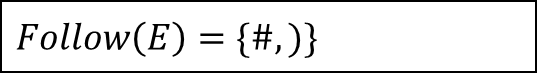 Follow(E) = {#,)}